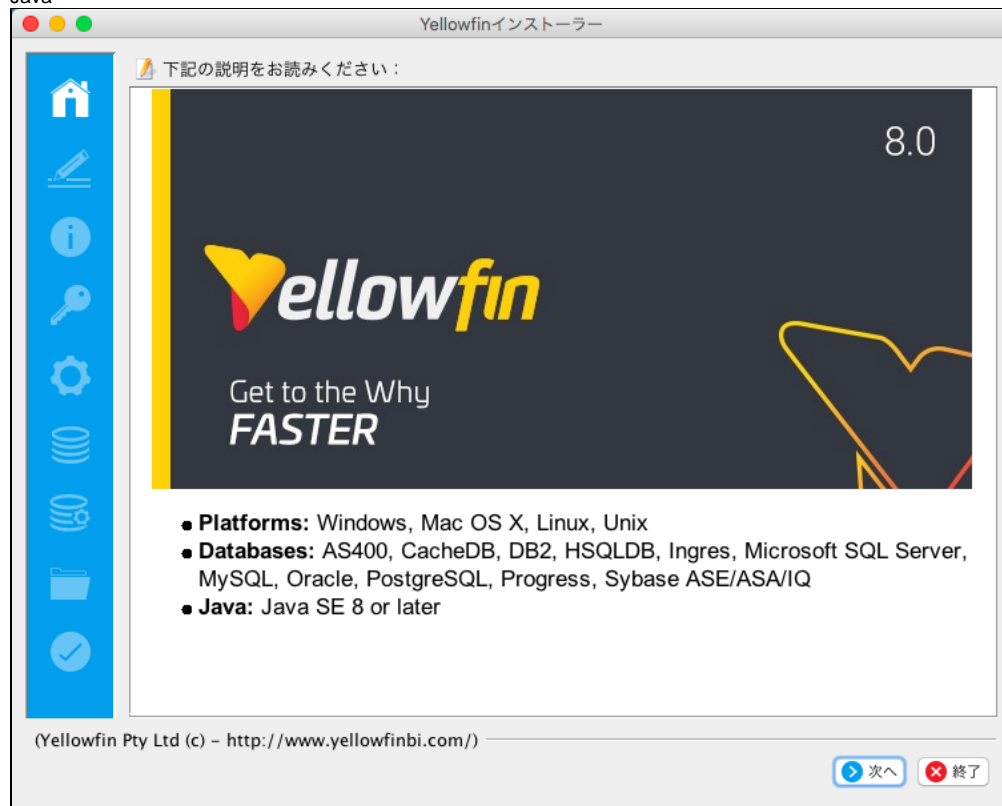 Java
Yellowfinインストーラー
下記の説明をお読みください：
8.0
Yellowfin
Get to the Why
FASTER
Platforms: Windows, Mac OS X, Linux, Unix
Databases: AS400, CacheDB, DB2, HSQLDB, Ingres, Microsoft SQL Server,
MySQL, Oracle, PostgreSQL, Progress, Sybase ASE/ASA/IQ
Java: Java SE 8 or later
(Yellowfin Pty Ltd (c) – http://www.yellowfinbi.com/)
次へ
終了